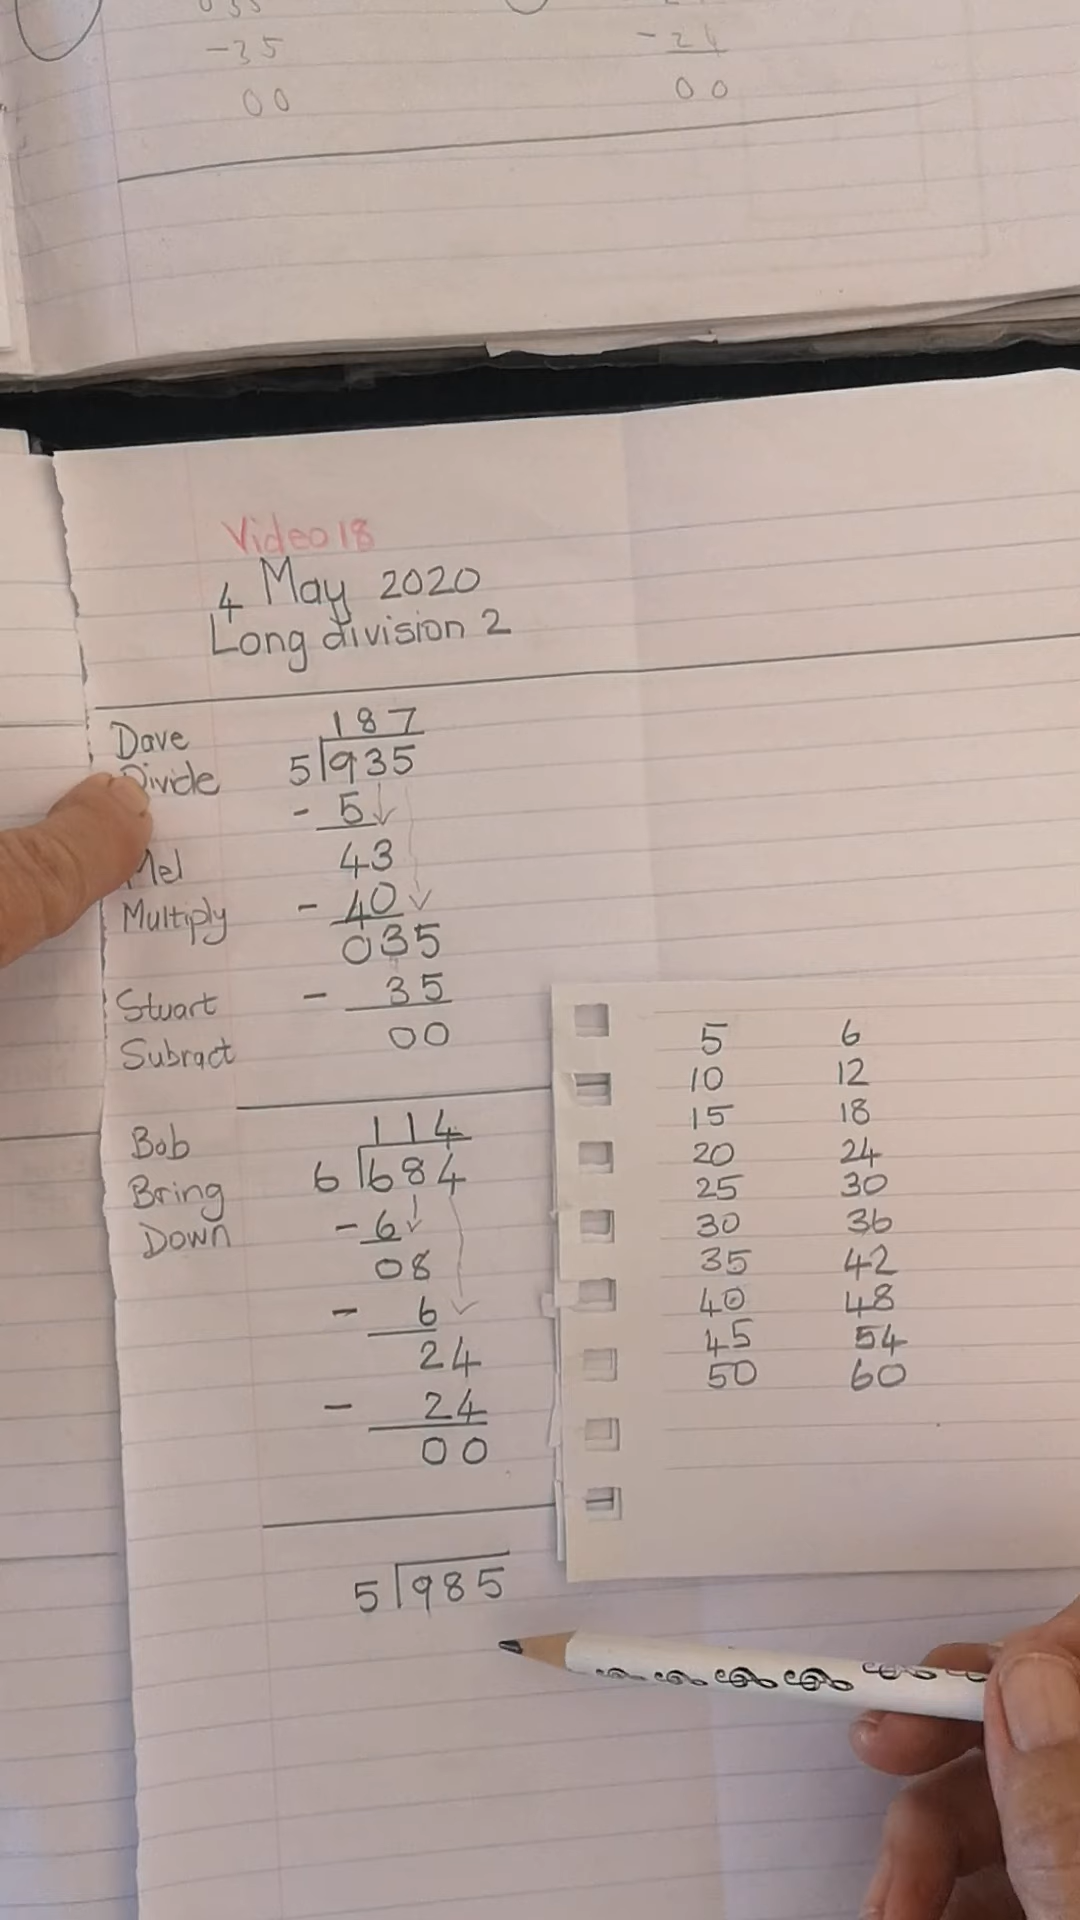 -35
-24
00
00
Video 18
4 May 2020
Long division 2
Dave
187
Divide
5 935
- 5
Mel
43
Multiply
- 40
035
Stuart
- 35
Subract
00
Bob
114
Bring
6 684
Down
- 6
08
- 6
24
- 24
00
5 985
5 6
10 12
15 18
20 24
25 30
30 36
35 42
40 48
45 54
50 60